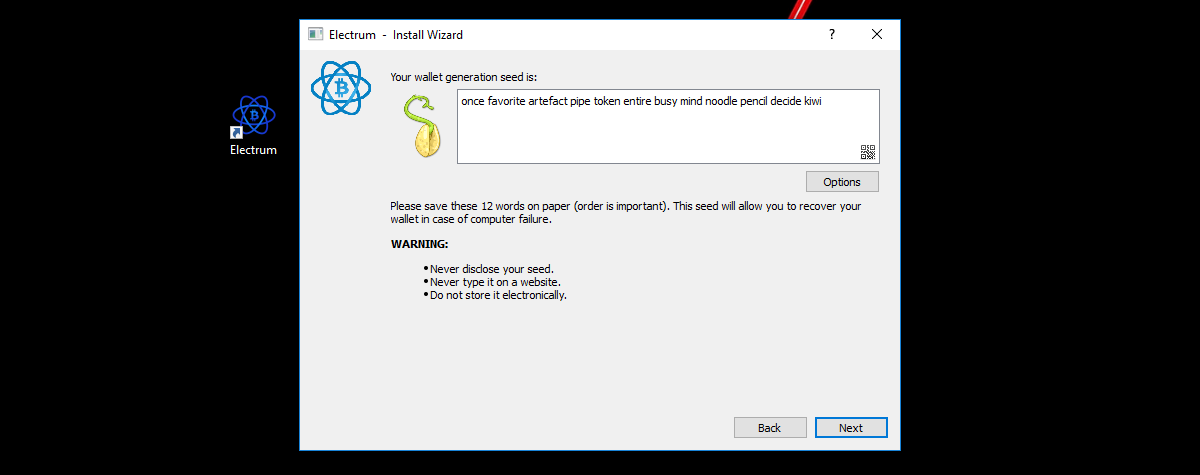 Electrum - Install Wizard
?
Your wallet generation seed is:
once favorite artefact pipe token entire busy mind noodle pencil decide kiwi
Electrum
Options
Please save these 12 words on paper (order is important). This seed will allow you to recover your
wallet in case of computer failure.
WARNING:
•Never disclose your seed.
•Never type it on a website.
•Do not store it electronically.
Back
Next